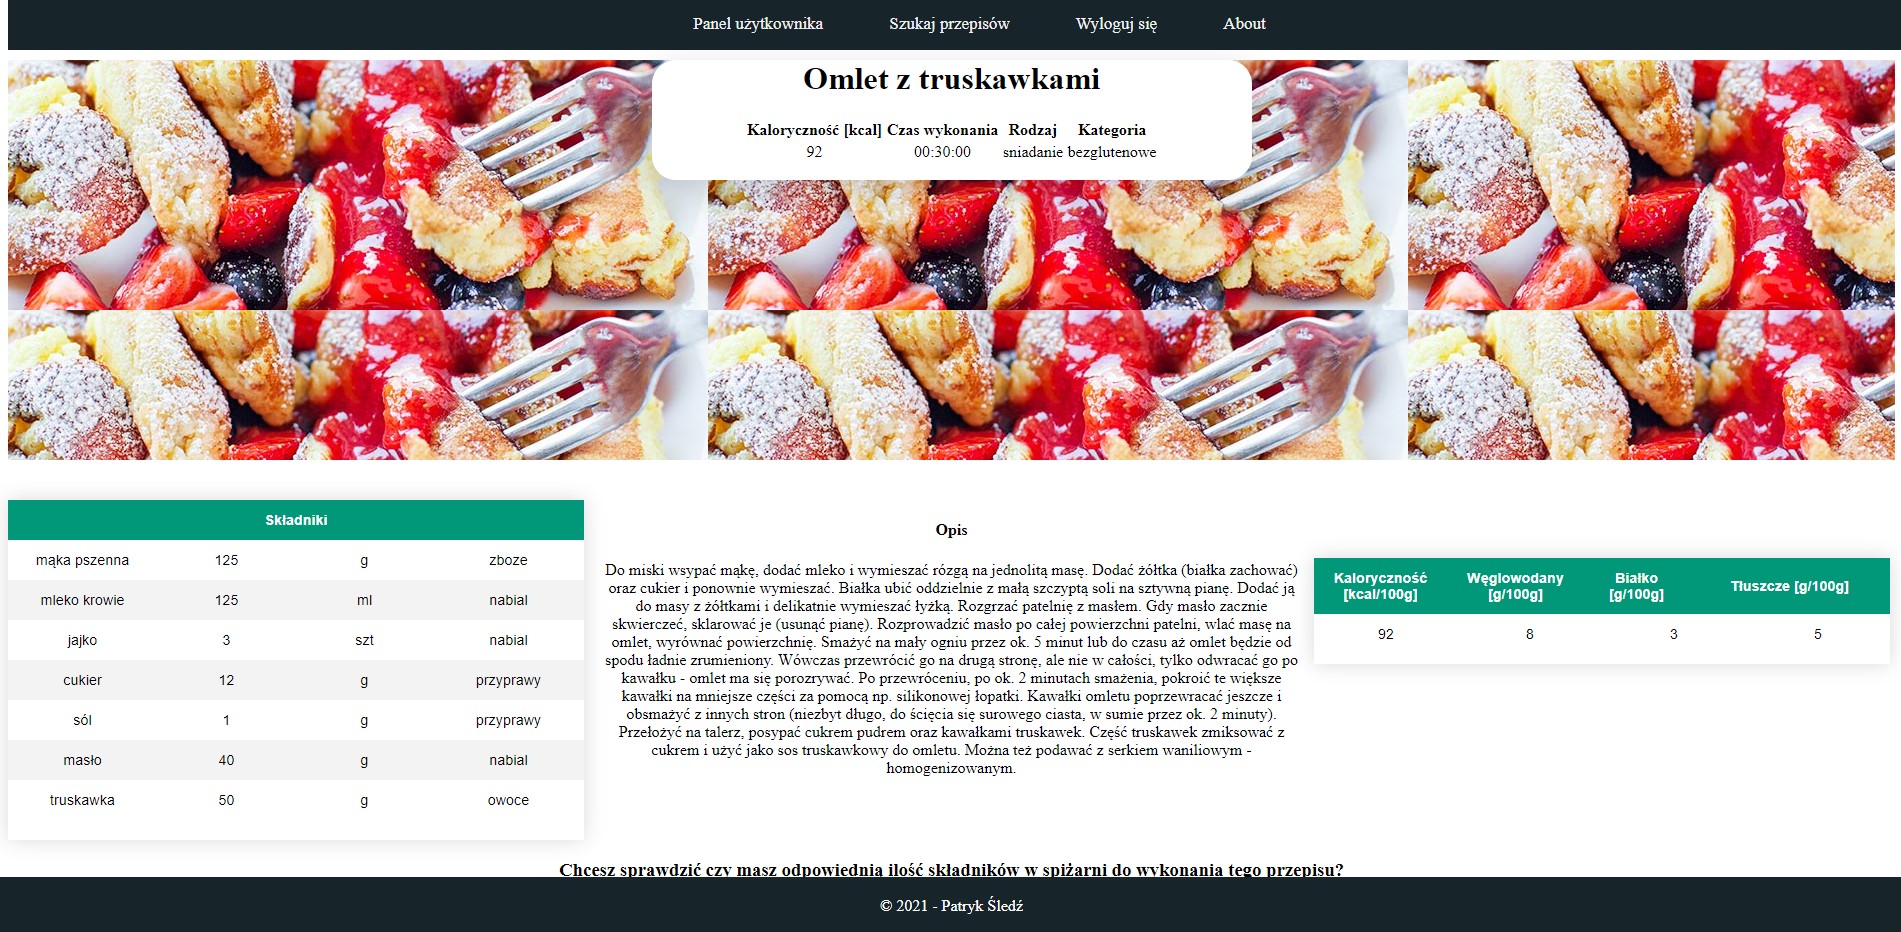 Panel użytkownika Szukaj przepisów Wyloguj się About
Omlet z truskawkami
Kaloryczność [kcal] Czas wykonania Rodzaj Kategoria
92 00:30:00 sniadanie bezglutenowe
Składniki
mąka pszenna 125 g zboze
mleko krowie 125 ml nabial
jajko 3 szt nabial
cukier 12 g przyprawy
sól 1 g przyprawy
masło 40 g nabial
truskawka 50 g owoce
Opis
Do miski wsypać mąkę, dodać mleko i wymieszać rózgą na jednolitą masę. Dodać żółtka (białka zachować)
oraz cukier i ponownie wymieszać. Białka ubić oddzielnie z małą szczyptą soli na sztywną pianę. Dodać ją
do masy z żółtkami i delikatnie wymieszać łyżką. Rozgrzać patelnię z masłem. Gdy masło zacznie
skwierczeć, sklarować je (usunąć pianę). Rozprowadzić masło po całej powierzchni patelni, wlać masę na
omlet, wyrównać powierzchnię. Smażyć na mały ogniu przez ok. 5 minut lub do czasu aż omlet będzie od
spodu ładnie zrumieniony. Wówczas przewrócić go na drugą stronę, ale nie w całości, tylko odwracać go po
kawałku - omlet ma się porozrywać. Po przewróceniu, po ok. 2 minutach smażenia, pokroić te większe
kawałki na mniejsze części za pomocą np. silikonowej łopatki. Kawałki omletu poprzewracać jeszcze i
obsmażyć z innych stron (niezbyt długo, do ścięcia się surowego ciasta, w sumie przez ok. 2 minuty).
Przełożyć na talerz, posypać cukrem pudrem oraz kawałkami truskawek. Część truskawek zmiksować z
cukrem i użyć jako sos truskawkowy do omletu. Można też podawać z serkiem waniliowym -
homogenizowanym.
Kaloryczność [kcal/100g] Węglowodany [g/100g] Białko [g/100g] Tłuszcze [g/100g]
92 8 3 5
Chcesz sprawdzić czy masz odpowiednią ilość składników w spiżarni do wykonania tego przepisu?
© 2021 - Patryk Śledź